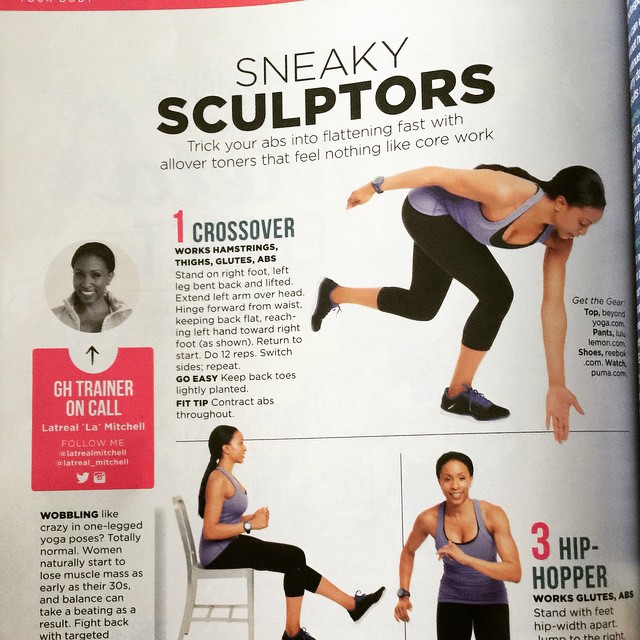 YOUR BODY
SNEAKY
SCULPTORS
Trick your abs into flattening fast with
allover toners that feel nothing like core work
1 CROSSOVER
WORKS HAMSTRINGS,
THIGHS, GLUTES, ABS
Stand on right foot, left
leg bent back and lifted.
Extend left arm over head.
Hinge forward from waist,
keeping back flat, reach-
ing left hand toward right
foot (as shown). Return to
start. Do 12 reps. Switch
sides; repeat.
GO EASY Keep back toes
lightly planted.
FIT TIP Contract abs
throughout.
Get the Gear:
Top, beyond
yoga.com.
Pants, lulu
lemon.com.
Shoes, reebok
.com. Watch,
puma.com.
GH TRAINER
ON CALL
Latreal "La" Mitchell
FOLLOW ME
@latrealmitchell
@latreal_mitchell
WOBBLING like
crazy in one-legged
yoga poses? Totally
normal. Women
naturally start to
lose muscle mass as
early as their 30s,
and balance can
take a beating as a
result. Fight back
with targeted
3 HIP-
HOPPER
WORKS GLUTES, ABS
Stand with feet
hip-width apart.
Jump to the right